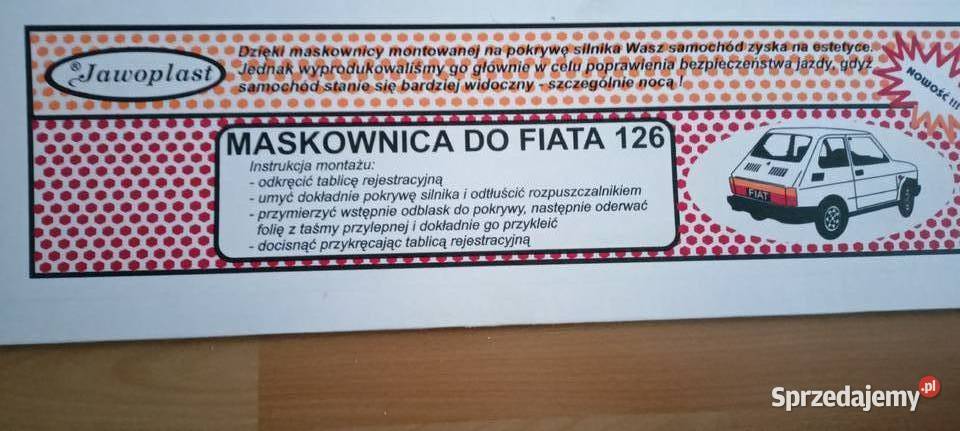 ® Jawoplast
Dzięki maskownicy montowanej na pokrywę silnika Wasz samochód zyska na estetyce.
Jednak wyprodukowaliśmy go głównie w celu poprawienia bezpieczeństwa jazdy, gdyż
samochód stanie się bardziej widoczny - szczególnie nocą !
NOWOŚĆ !!!
MASKOWNICA DO FIATA 126
Instrukcja montażu:
- odkręcić tablicę rejestracyjną
- umyć dokładnie pokrywę silnika i odtłuścić rozpuszczalnikiem
- przymierzyć wstępnie odblask do pokrywy, następnie oderwać
folię z taśmy przylepnej i dokładnie go przykleić
- docisnąć przykręcając tablicą rejestracyjną
FIAT
Sprzedajemy.pl